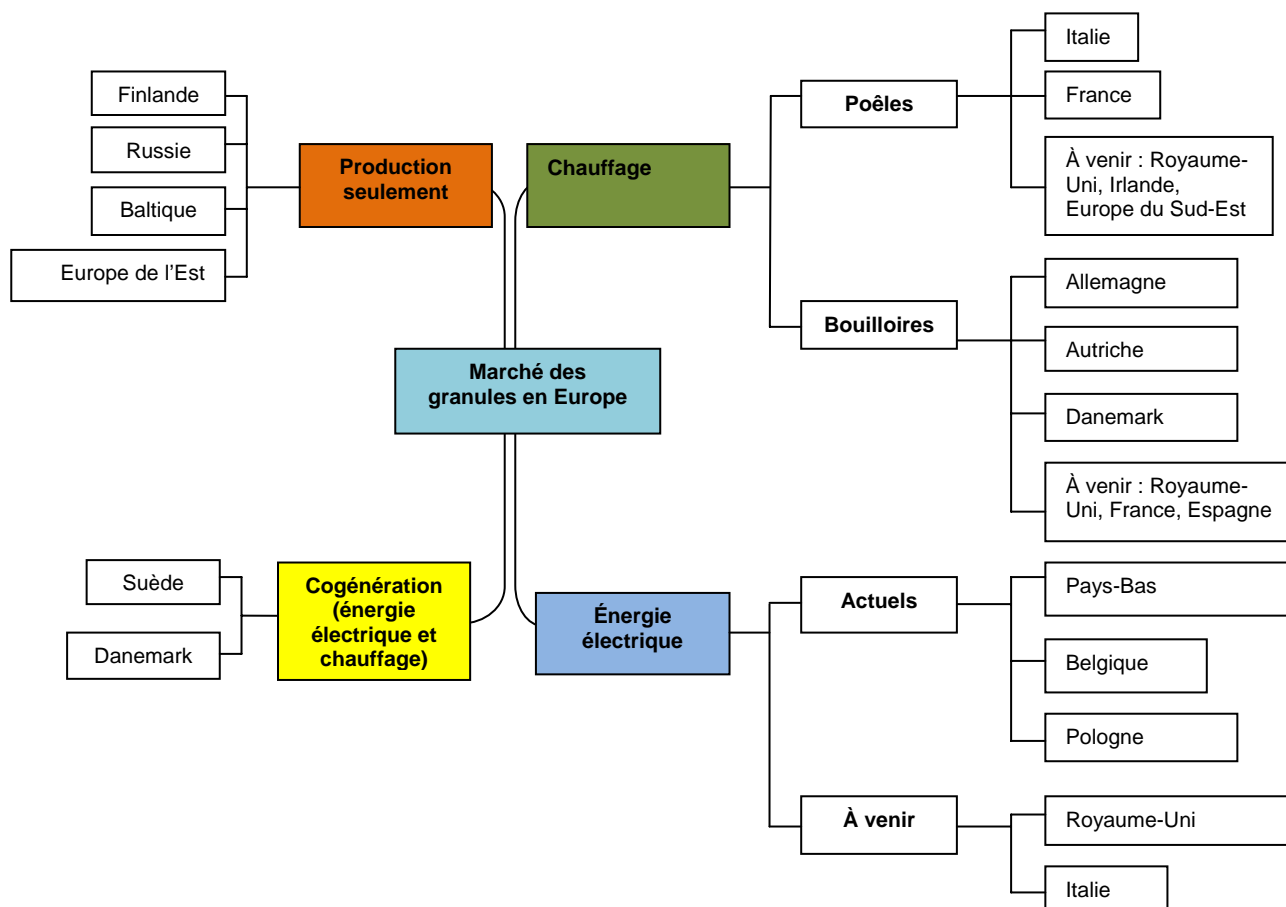 Finlande
Russie
Baltique
Europe de l'Est
Production
seulement
Chauffage
Poêles
Italie
France
À venir : Royaume-
Uni, Irlande,
Europe du Sud-Est
Bouilloires
Allemagne
Autriche
Danemark
À venir : Royaume-
Uni, France, Espagne
Marché des
granules en Europe
Suède
Danemark
Cogénération
(énergie
électrique et
chauffage)
Énergie
électrique
Actuels
Pays-Bas
Belgique
Pologne
À venir
Royaume-Uni
Italie